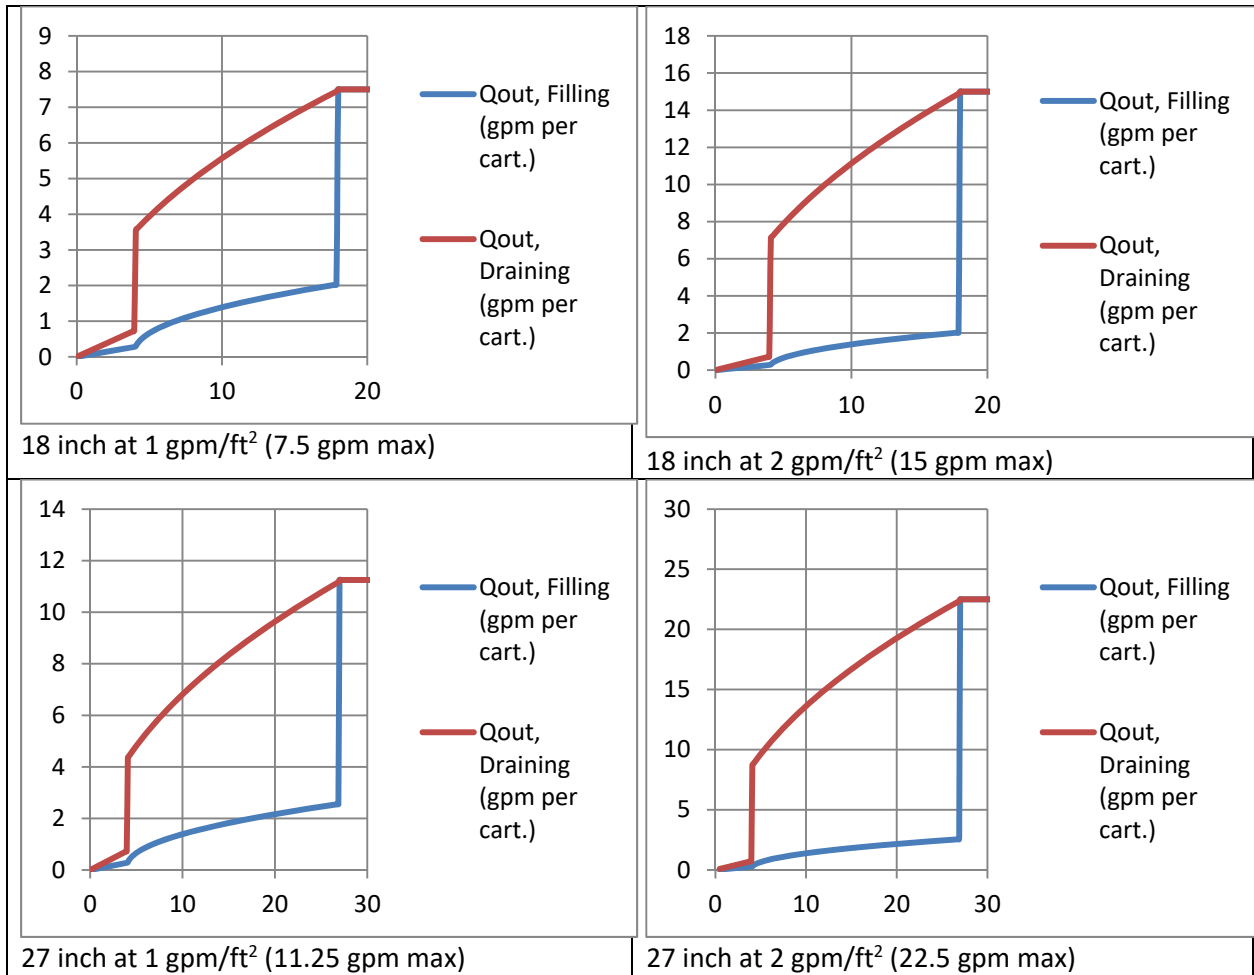 9
8
7
6
5
4
3
2
1
0
0 10 20
Qout, Filling
(gpm per
cart.)
Qout,
Draining
(gpm per
cart.)
18 inch at 1 gpm/ft² (7.5 gpm max)
18
16
14
12
10
8
6
4
2
0
0 10 20
Qout, Filling
(gpm per
cart.)
Qout,
Draining
(gpm per
cart.)
18 inch at 2 gpm/ft² (15 gpm max)
14
12
10
8
6
4
2
0
0 10 20 30
Qout, Filling
(gpm per
cart.)
Qout,
Draining
(gpm per
cart.)
27 inch at 1 gpm/ft² (11.25 gpm max)
30
25
20
15
10
5
0
0 10 20 30
Qout, Filling
(gpm per
cart.)
Qout,
Draining
(gpm per
cart.)
27 inch at 2 gpm/ft² (22.5 gpm max)